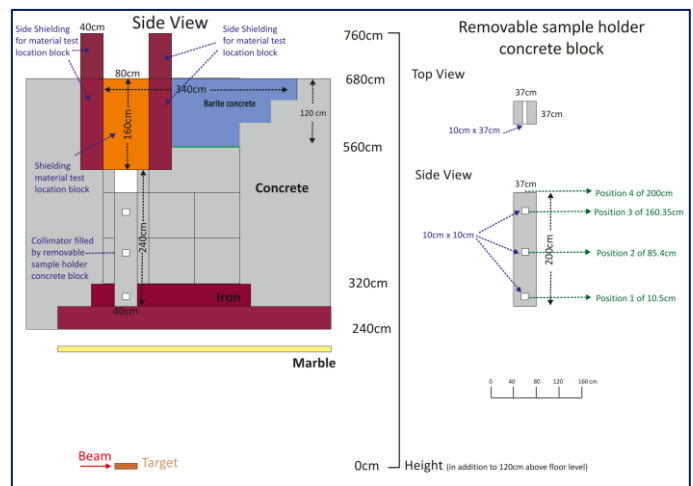 Side View
40cm
Side Shielding
for material test
location block
Side Shielding
for material test
location block
80cm
340cm
Barite concrete
120 cm
160cm
Shielding
material test
location block
Concrete
240cm
Collimator filled
by removable
sample holder
concrete block
Iron
40cm
Marble
Beam
Target
760cm
680cm
560cm
320cm
240cm
0cm
Height (in addition to 120cm above floor level)
Removable sample holder
concrete block
Top View
37cm
10cm x 37cm
Side View
37cm
Position 4 of 200cm
Position 3 of 160.35cm
10cm x 10cm
200cm
Position 2 of 85.4cm
Position 1 of 10.5cm
0 40 80 120 160 cm